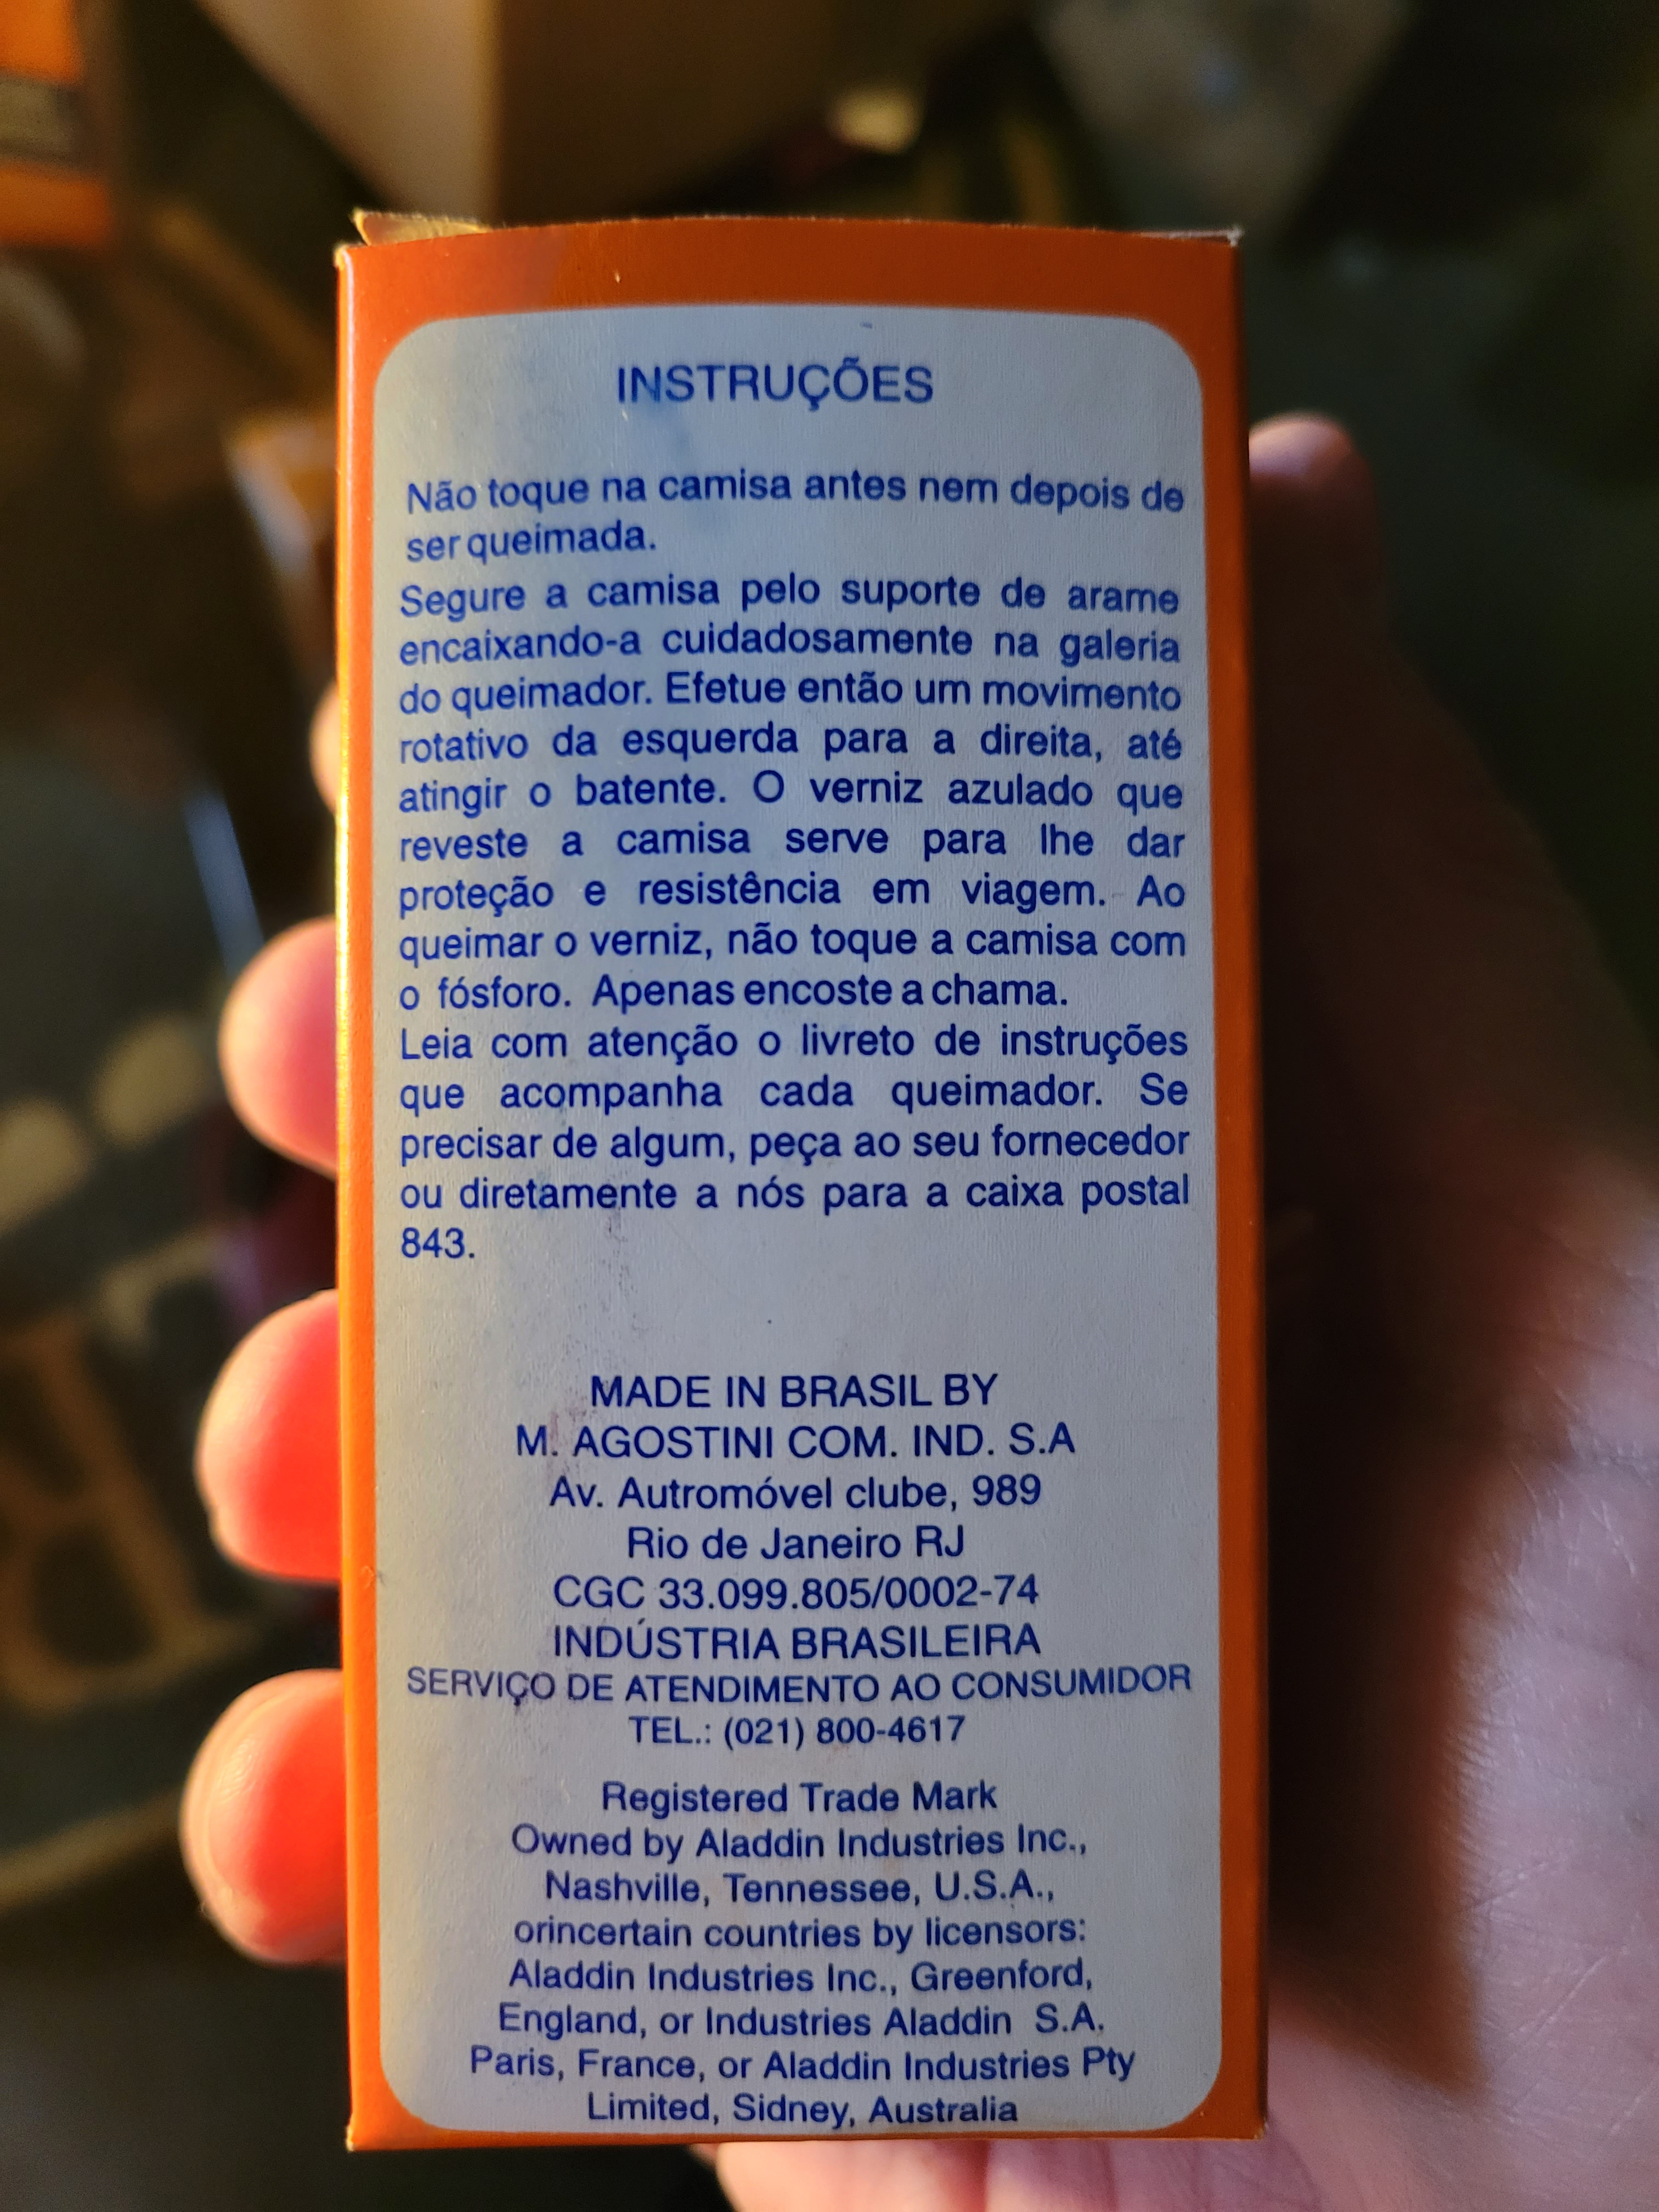 INSTRUÇÕES
Não toque na camisa antes nem depois de
ser queimada.
Segure a camisa pelo suporte de arame
encaixando-a cuidadosamente na galeria
do queimador. Efetue então um movimento
rotativo da esquerda para a direita, até
atingir o batente. O verniz azulado que
reveste a camisa serve para lhe dar
proteção e resistência em viagem. Ao
queimar o verniz, não toque a camisa com
o fósforo. Apenas encoste a chama.
Leia com atenção o livreto de instruções
que acompanha cada queimador. Se
precisar de algum, peça ao seu fornecedor
ou diretamente a nós para a caixa postal
843.
MADE IN BRASIL BY
M. AGOSTINI COM. IND. S.A
Av. Autromóvel clube, 989
Rio de Janeiro RJ
CGC 33.099.805/0002-74
INDÚSTRIA BRASILEIRA
SERVIÇO DE ATENDIMENTO AO CONSUMIDOR
TEL.: (021) 800-4617
Registered Trade Mark
Owned by Aladdin Industries Inc.,
Nashville, Tennessee, U.S.A.,
orincertain countries by licensors:
Aladdin Industries Inc., Greenford,
England, or Industries Aladdin S.A.
Paris, France, or Aladdin Industries Pty
Limited, Sidney, Australia